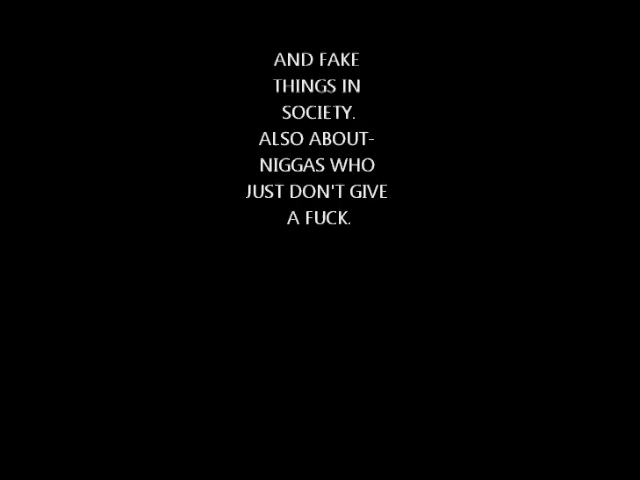 AND FAKE
THINGS IN
SOCIETY.
ALSO ABOUT-
NIGGAS WHO
JUST DON'T GIVE
A FUCK.